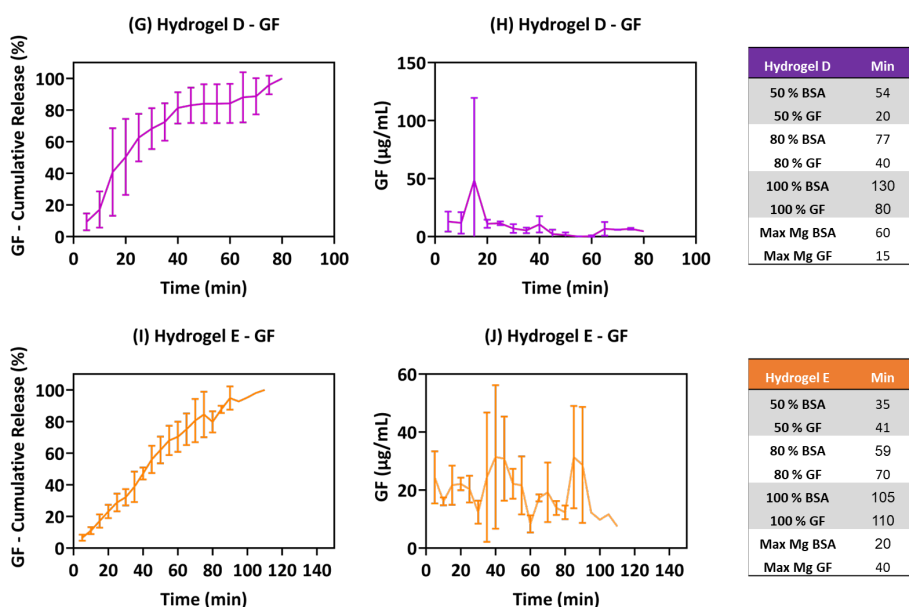 (G) Hydrogel D - GF
GF - Cumulative Release (%)
100
80
60
40
20
0
0 20 40 60 80 100
Time (min)
(H) Hydrogel D - GF
GF (µg/mL)
150
100
50
0
0 20 40 60 80 100
Time (min)
Hydrogel D Min
50 % BSA 54
50 % GF 20
80 % BSA 77
80 % GF 40
100 % BSA 130
100 % GF 80
Max Mg BSA 60
Max Mg GF 15
(I) Hydrogel E - GF
GF - Cumulative Release (%)
100
80
60
40
20
0
0 20 40 60 80 100 120 140
Time (min)
(J) Hydrogel E - GF
GF (µg/mL)
60
40
20
0
0 20 40 60 80 100 120 140
Time (min)
Hydrogel E Min
50 % BSA 35
50 % GF 41
80 % BSA 59
80 % GF 70
100 % BSA 105
100 % GF 110
Max Mg BSA 20
Max Mg GF 40